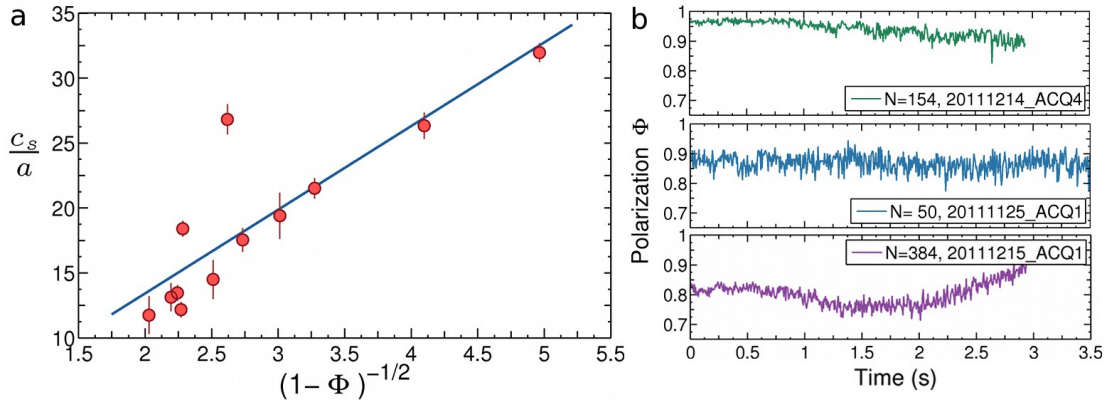 a
35
30
25
20
15
10
c_s
a
1.5 2 2.5 3 3.5 4 4.5 5 5.5
(1− Φ )^−1/2
b
1
0.9
0.8
0.7
N=154, 20111214_ACQ4
1
0.9
0.8
0.7
N= 50, 20111125_ACQ1
1
0.9
0.8
0.7
N=384, 20111215_ACQ1
Polarization Φ
0 0.5 1 1.5 2 2.5 3 3.5
Time (s)